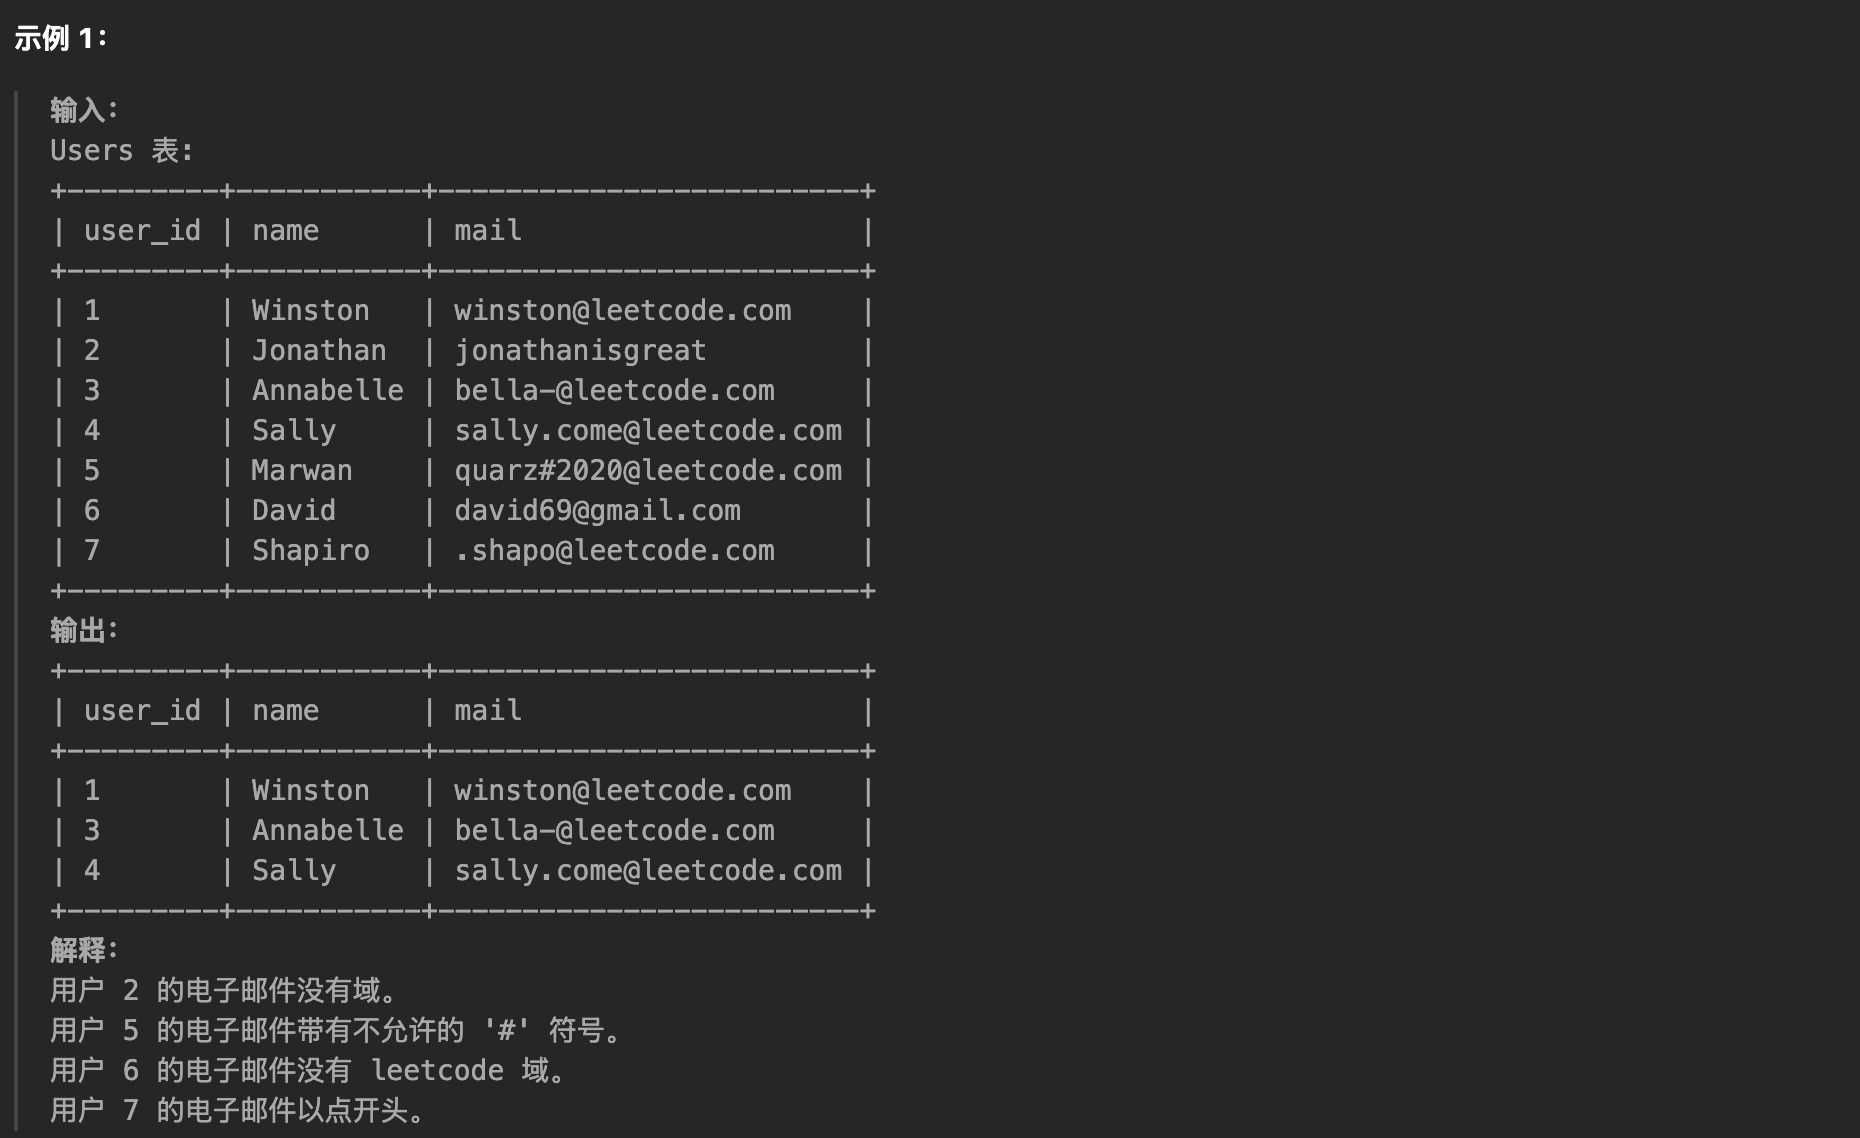 示例 1：
输入：
Users 表:
+---------+-----------+-------------------------+
| user_id | name      | mail                    |
+---------+-----------+-------------------------+
| 1       | Winston   | winston@leetcode.com    |
| 2       | Jonathan  | jonathanisgreat         |
| 3       | Annabelle | bella-@leetcode.com     |
| 4       | Sally     | sally.come@leetcode.com |
| 5       | Marwan    | quarz#2020@leetcode.com |
| 6       | David     | david69@gmail.com       |
| 7       | Shapiro   | .shapo@leetcode.com     |
+---------+-----------+-------------------------+
输出：
+---------+-----------+-------------------------+
| user_id | name      | mail                    |
+---------+-----------+-------------------------+
| 1       | Winston   | winston@leetcode.com    |
| 3       | Annabelle | bella-@leetcode.com     |
| 4       | Sally     | sally.come@leetcode.com |
+---------+-----------+-------------------------+
解释：
用户 2 的电子邮件没有域。
用户 5 的电子邮件带有不允许的 '#' 符号。
用户 6 的电子邮件没有 leetcode 域。
用户 7 的电子邮件以点开头。